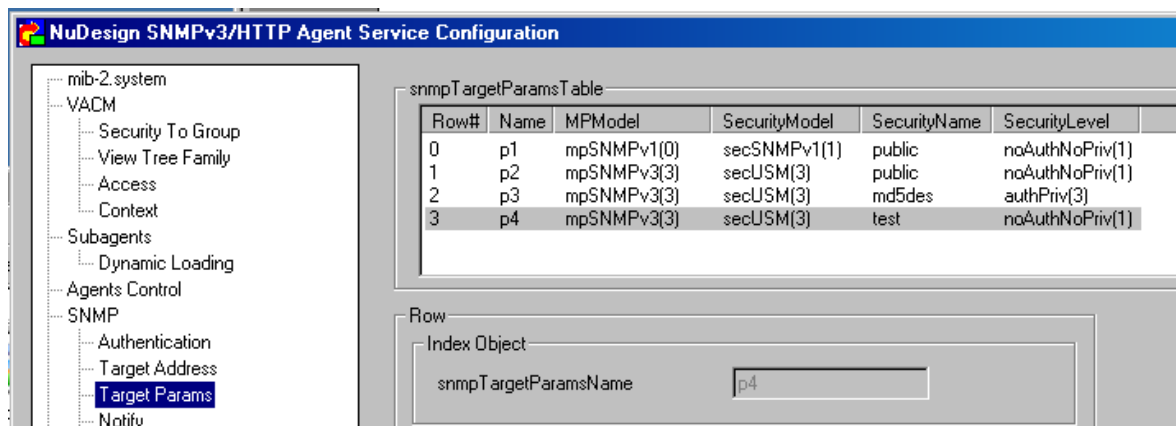 NuDesign SNMPv3/HTTP Agent Service Configuration
mib-2.system
VACM
Security To Group
View Tree Family
Access
Context
Subagents
Dynamic Loading
Agents Control
SNMP
Authentication
Target Address
Target Params
Notify
snmpTargetParamsTable
Row# Name MPModel SecurityModel SecurityName SecurityLevel
0 p1 mpSNMPv1(0) secSNMPv1(1) public noAuthNoPriv(1)
1 p2 mpSNMPv3(3) secUSM(3) public noAuthNoPriv(1)
2 p3 mpSNMPv3(3) secUSM(3) md5des authPriv(3)
3 p4 mpSNMPv3(3) secUSM(3) test noAuthNoPriv(1)
Row
Index Object
snmpTargetParamsName p4